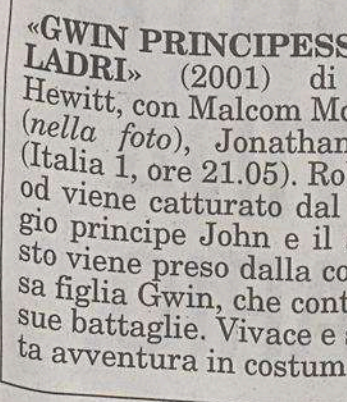 «GWIN PRINCIPESS
LADRI» (2001) di
Hewitt, con Malcom Mc
(nella foto), Jonathan
(Italia 1, ore 21.05). Ro
od viene catturato dal
gio principe John e il
sto viene preso dalla co
sa figlia Gwin, che cont
sue battaglie. Vivace e
ta avventura in costum